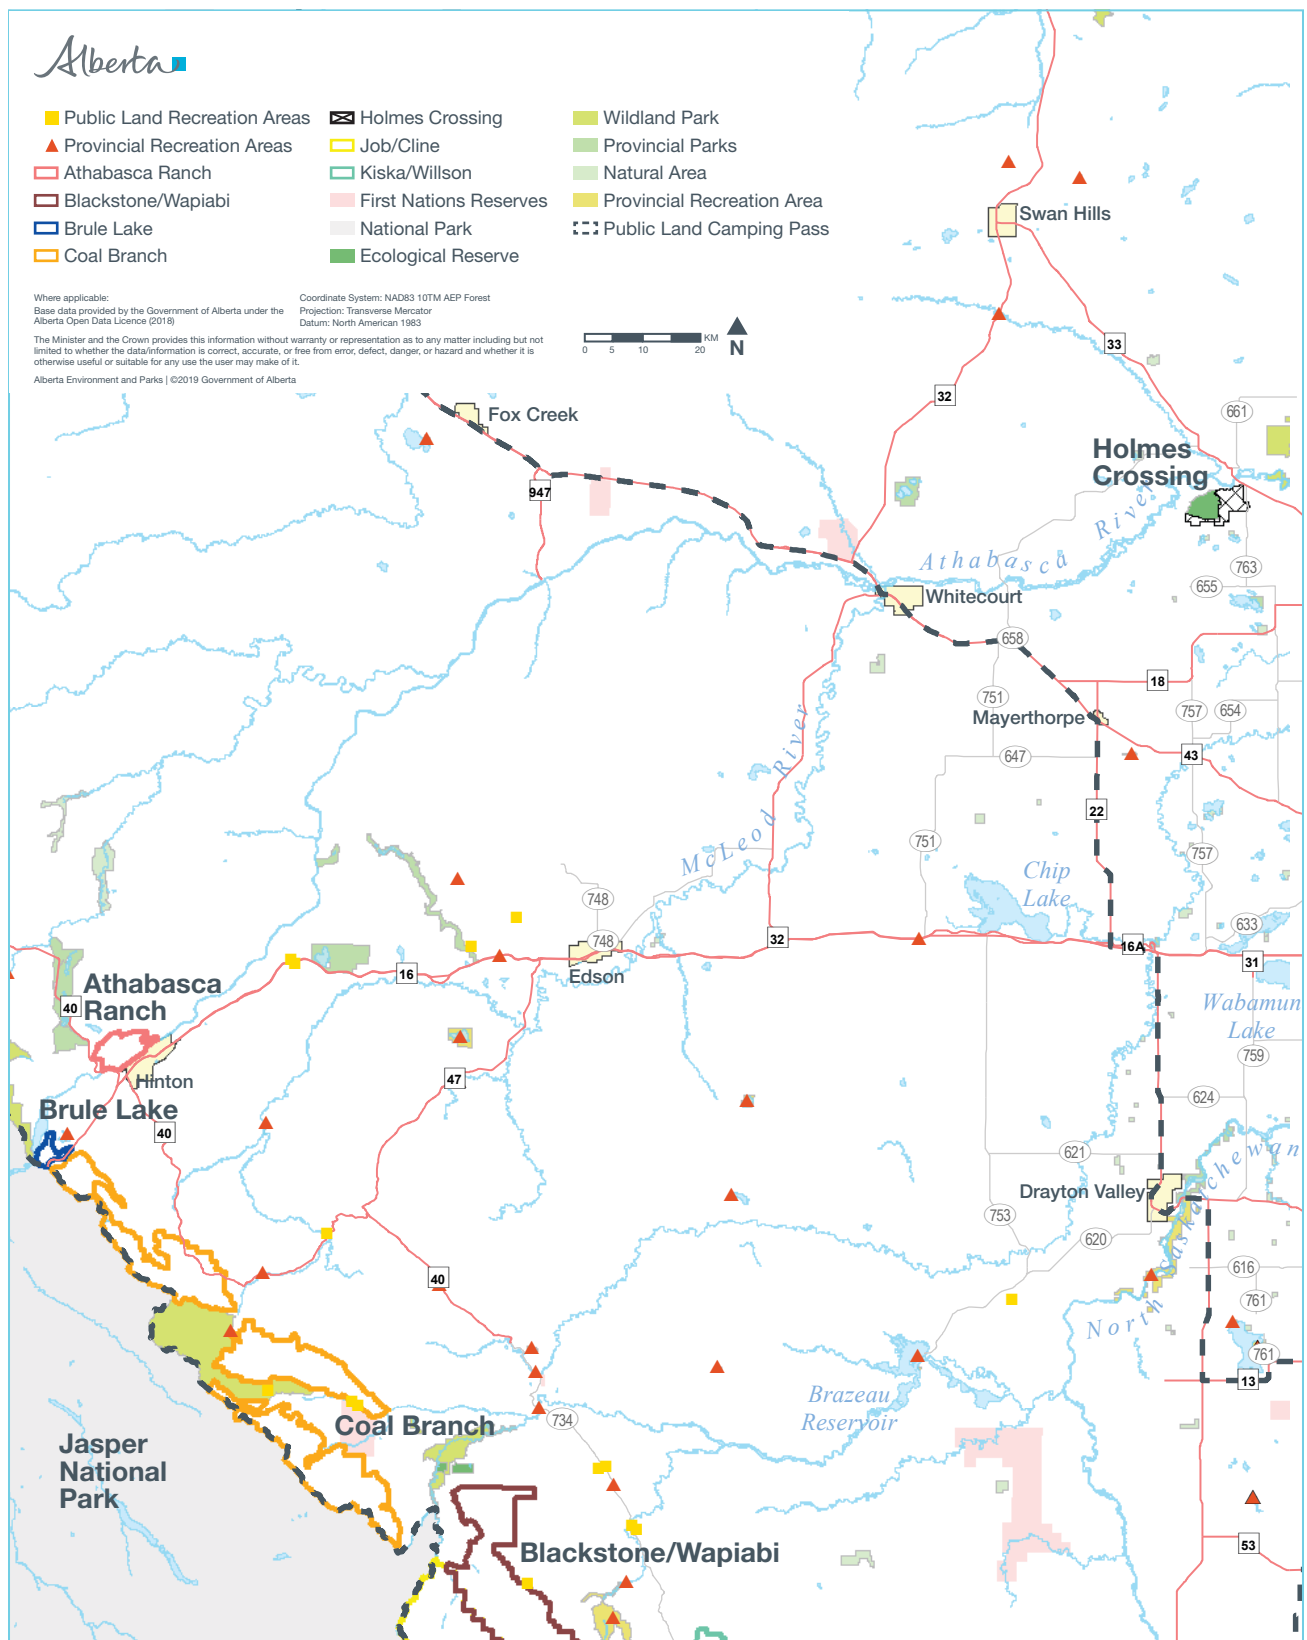 Alberta
Public Land Recreation Areas
Provincial Recreation Areas
Athabasca Ranch
Blackstone/Wapiabi
Brule Lake
Coal Branch
Holmes Crossing
Job/Cline
Kiska/Willson
First Nations Reserves
National Park
Ecological Reserve
Wildland Park
Provincial Parks
Natural Area
Provincial Recreation Area
Public Land Camping Pass
Where applicable:
Base data provided by the Government of Alberta under the
Alberta Open Data Licence (2018)
Coordinate System: NAD83 10TM AEP Forest
Projection: Transverse Mercator
Datum: North American 1983
The Minister and the Crown provides this information without warranty or representation as to any matter including but not
limited to whether the data/information is correct, accurate, or free from error, defect, danger, or hazard and whether it is
otherwise useful or suitable for any use the user may make of it.
Alberta Environment and Parks | ©2019 Government of Alberta
KM
0 5 10 20
N
Swan Hills
33
32
661
Fox Creek
Holmes
Crossing
947
Athabasca River
763
655
Whitecourt
658
18
751
757
654
Mayerthorpe
McLeod River
647
43
22
751
757
Chip
Lake
748
633
748
32
16A
31
16
Edson
Athabasca
Ranch
40
Wabamun
Lake
759
Hinton
47
624
Brule Lake
40
621
Drayton Valley
North Saskatchewan
753
620
616
40
761
761
13
Brazeau
Reservoir
734
Coal Branch
Jasper
National
Park
53
Blackstone/Wapiabi